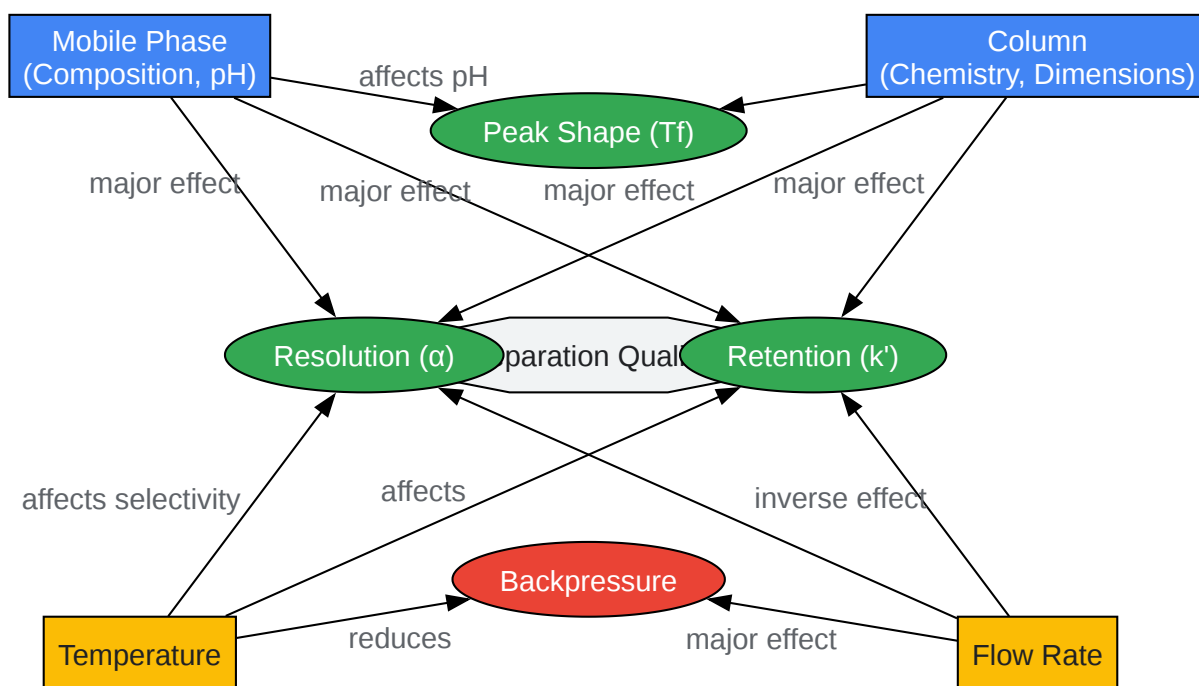 Mobile Phase
(Composition, pH)
Column
(Chemistry, Dimensions)
affects pH
Peak Shape (Tf)
major effect
major effect
major effect
major effect
Resolution (α)
paration Quali
Retention (k')
affects selectivity
affects
inverse effect
Backpressure
Temperature
reduces
major effect
Flow Rate